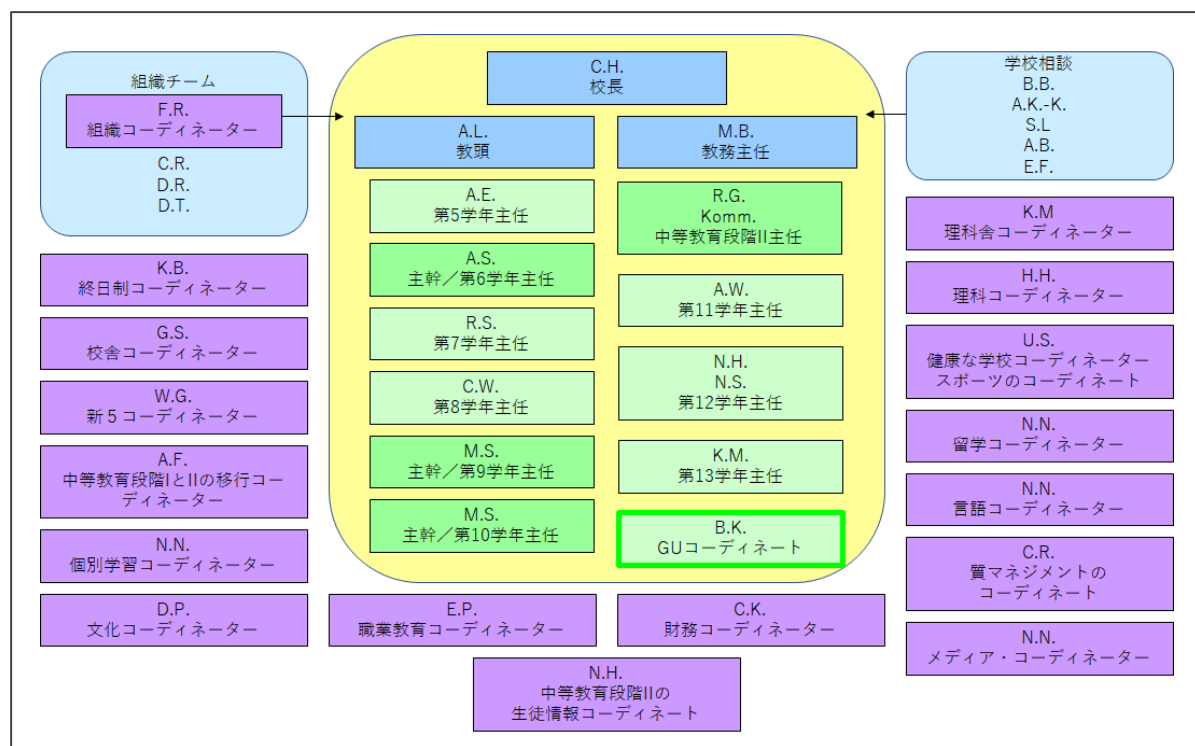 組織チーム
F.R.
組織コーディネーター
C.R.
D.R.
D.T.
K.B.
終日制コーディネーター
G.S.
校舎コーディネーター
W.G.
新５コーディネーター
A.F.
中等教育段階IとIIの移行コー
ディネーター
N.N.
個別学習コーディネーター
D.P.
文化コーディネーター
C.H.
校長
A.L.
教頭
M.B.
教務主任
A.E.
第5学年主任
A.S.
主幹／第6学年主任
R.S.
第7学年主任
C.W.
第8学年主任
M.S.
主幹／第9学年主任
M.S.
主幹／第10学年主任
R.G.
Komm.
中等教育段階II主任
A.W.
第11学年主任
N.H.
N.S.
第12学年主任
K.M.
第13学年主任
B.K.
GUコーディネート
E.P.
職業教育コーディネーター
C.K.
財務コーディネーター
N.H.
中等教育段階IIの
生徒情報コーディネート
学校相談
B.B.
A.K.-K.
S.L
A.B.
E.F.
K.M
理科舎コーディネーター
H.H.
理科コーディネーター
U.S.
健康な学校コーディネーター
スポーツのコーディネート
N.N.
留学コーディネーター
N.N.
言語コーディネーター
C.R.
質マネジメントの
コーディネート
N.N.
メディア・コーディネーター